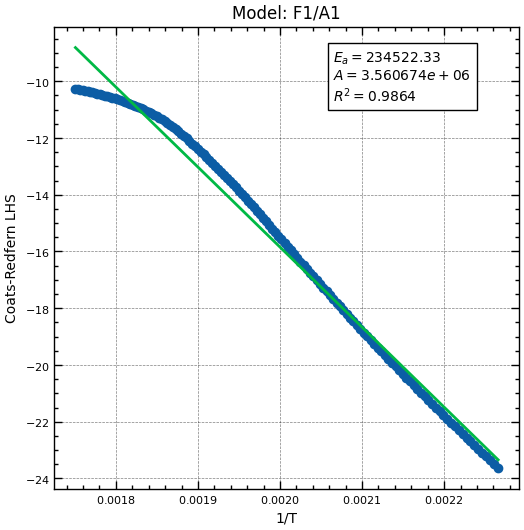 Model: F1/A1
E_a = 234522.33
A = 3.560674e + 06
R² = 0.9864
Coats-Redfern LHS
−10
−12
−14
−16
−18
−20
−22
−24
0.0018 0.0019 0.0020 0.0021 0.0022
1/T